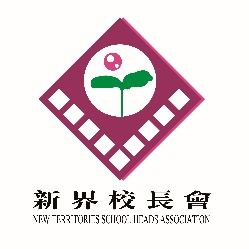 新界校長會
NEW TERRITORIES SCHOOL HEADS ASSOCIATION